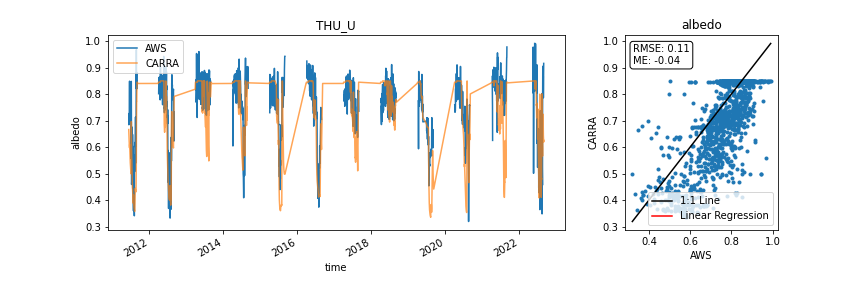 THU_U
albedo
1.0
0.9
0.8
0.7
0.6
0.5
0.4
0.3
AWS
CARRA
2012
2014
2016
2018
2020
2022
time
albedo
albedo
RMSE: 0.11
ME: -0.04
CARRA
1.0
0.9
0.8
0.7
0.6
0.5
0.4
0.3
1:1 Line
Linear Regression
0.4
0.6
0.8
1.0
AWS